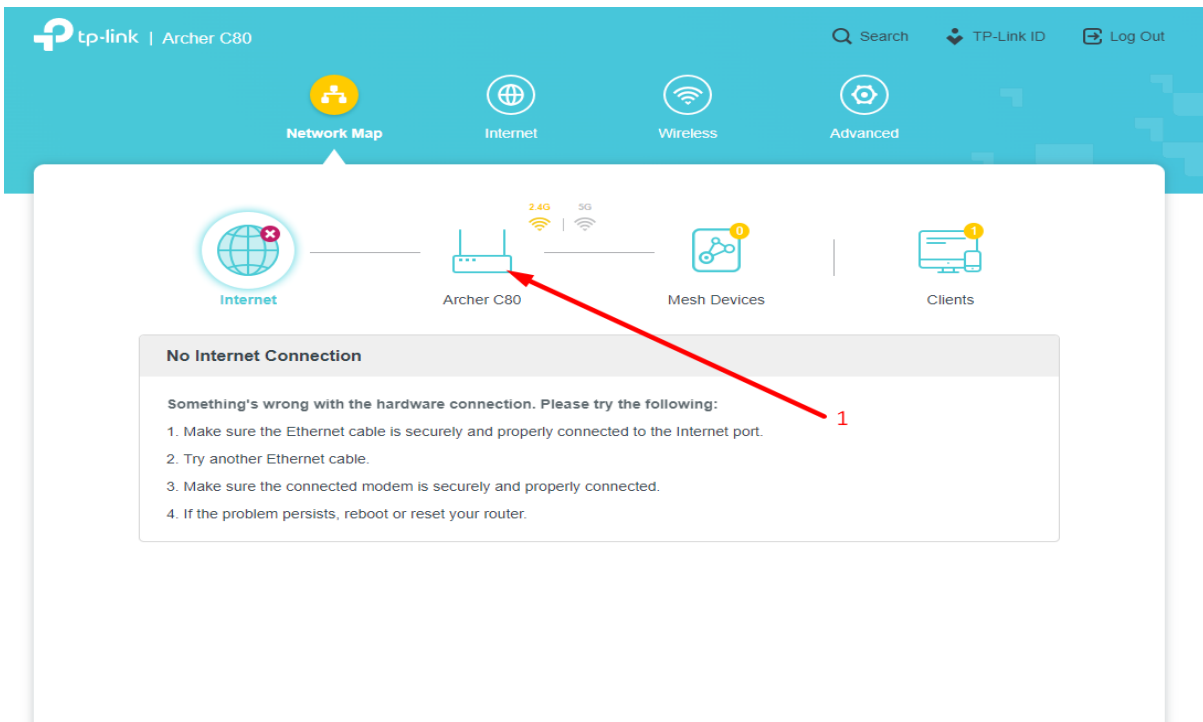 tp-link | Archer C80
Search TP-Link ID Log Out
Network Map Internet Wireless Advanced
2.4G 5G
0
1
Internet Archer C80 Mesh Devices Clients
No Internet Connection
Something's wrong with the hardware connection. Please try the following:
1. Make sure the Ethernet cable is securely and properly connected to the Internet port.
1
2. Try another Ethernet cable.
3. Make sure the connected modem is securely and properly connected.
4. If the problem persists, reboot or reset your router.